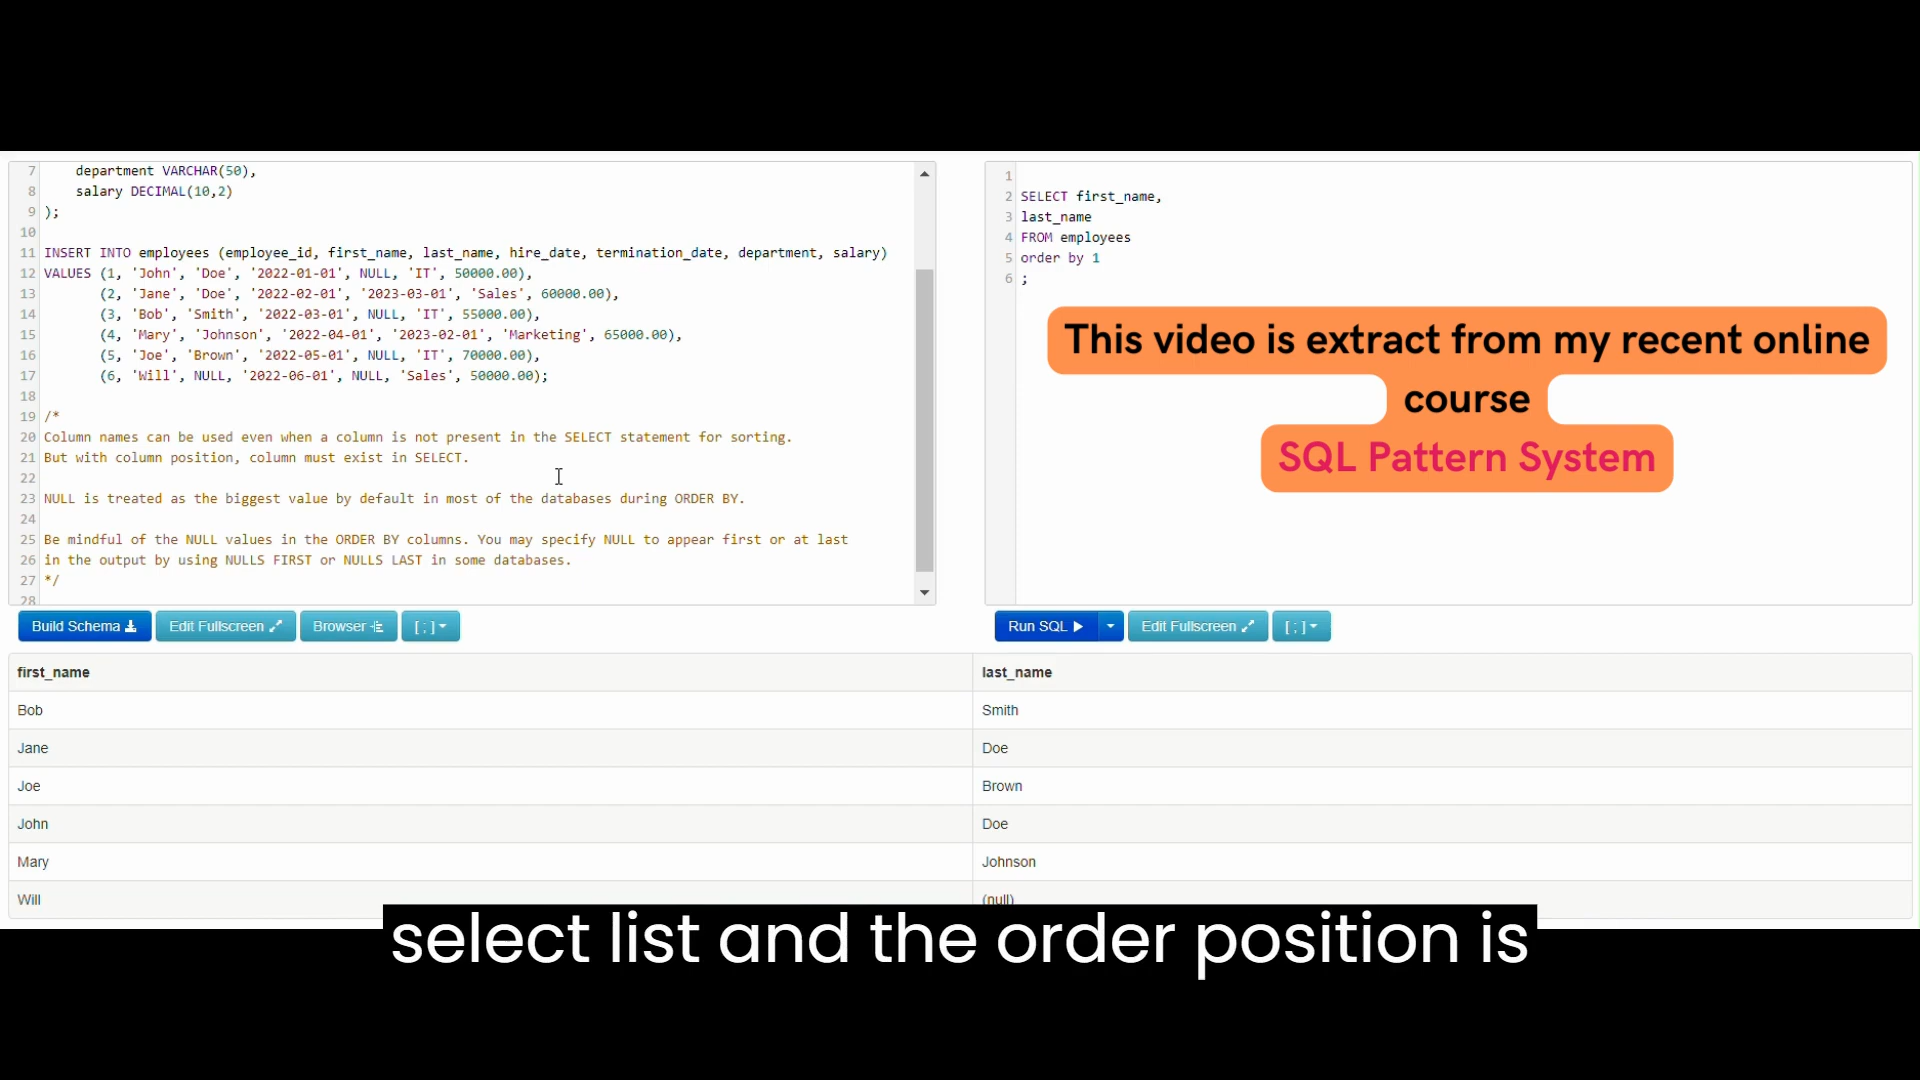 7 department VARCHAR(50),
8 salary DECIMAL(10,2)
9 );
10
11 INSERT INTO employees (employee_id, first_name, last_name, hire_date, termination_date, department, salary)
12 VALUES (1, 'John', 'Doe', '2022-01-01', NULL, 'IT', 50000.00),
13 (2, 'Jane', 'Doe', '2022-02-01', '2023-03-01', 'Sales', 60000.00),
14 (3, 'Bob', 'Smith', '2022-03-01', NULL, 'IT', 55000.00),
15 (4, 'Mary', 'Johnson', '2022-04-01', '2023-02-01', 'Marketing', 65000.00),
16 (5, 'Joe', 'Brown', '2022-05-01', NULL, 'IT', 70000.00),
17 (6, 'Will', NULL, '2022-06-01', NULL, 'Sales', 50000.00);
18
19 /*
20 Column names can be used even when a column is not present in the SELECT statement for sorting.
21 But with column position, column must exist in SELECT.
22
23 NULL is treated as the biggest value by default in most of the databases during ORDER BY.
24
25 Be mindful of the NULL values in the ORDER BY columns. You may specify NULL to appear first or at last
26 in the output by using NULLS FIRST or NULLS LAST in some databases.
27 */
28
1
2 SELECT first_name,
3 last_name
4 FROM employees
5 order by 1
6 ;
This video is extract from my recent online
course
SQL Pattern System
Build Schema Edit Fullscreen Browser [ ; ]
Run SQL Edit Fullscreen [ ; ]
first_name last_name
Bob Smith
Jane Doe
Joe Brown
John Doe
Mary Johnson
Will (null)
select list and the order position is